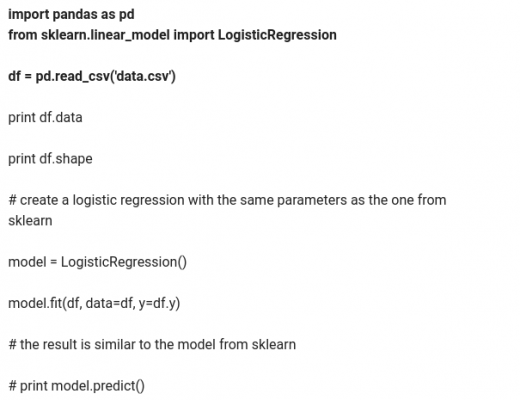 import pandas as pd
from sklearn.linear_model import LogisticRegression
df = pd.read_csv('data.csv')
print df.data
print df.shape
# create a logistic regression with the same parameters as the one from
sklearn
model = LogisticRegression()
model.fit(df, data=df, y=df.y)
# the result is similar to the model from sklearn
# print model.predict()